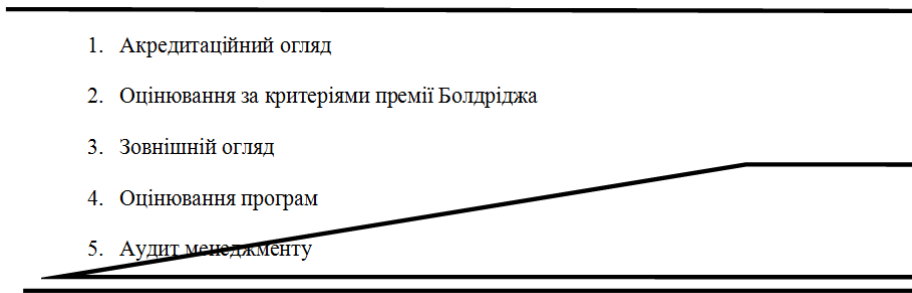 1. Акредитаційний огляд
2. Оцінювання за критеріями премії Болдріджа
3. Зовнішній огляд
4. Оцінювання програм
5. Аудит менеджменту